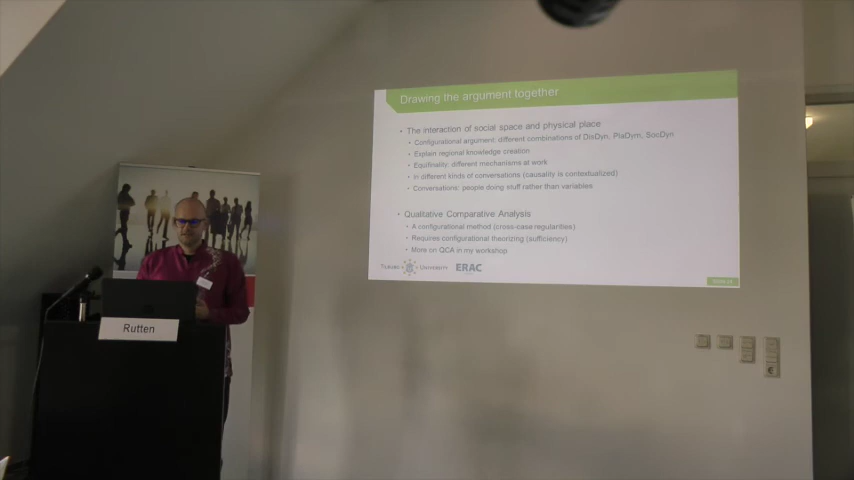 Drawing the argument together
• The interaction of social space and physical place
• Configurational argument: different combinations of DisDyn, PlaDym, SocDyn
• Explain regional knowledge creation
• Equifinality: different mechanisms at work
• in different kinds of conversations (causality is contextualized)
• Conversations: people doing stuff rather than variables
• Qualitative Comparative Analysis
• A configurational method (cross-case regularities)
• Requires configurational theorizing (sufficiency)
• More on QCA in my workshop
ERAC
Rutten